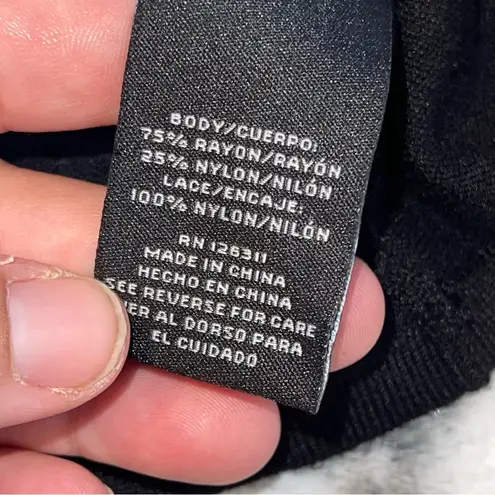 BODY/CUERPO:
75% RAYON/RAYÓN
25% NYLON/NILÓN
LACE/ENCAJE:
100% NYLON/NILÓN
RN 126311
MADE IN CHINA
HECHO EN CHINA
SEE REVERSE FOR CARE
VER AL DORSO PARA
EL CUIDADO